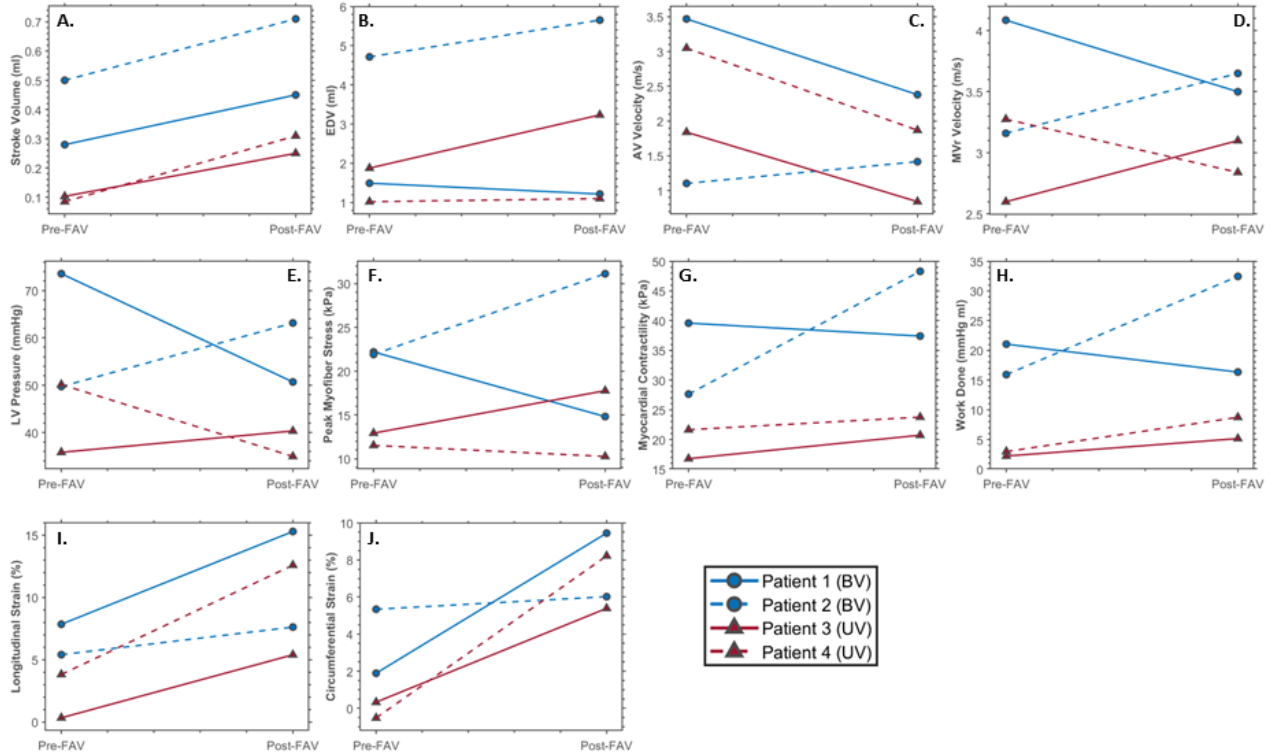 A.
Stroke Volume (ml)
0.7
0.6
0.5
0.4
0.3
0.2
0.1
Pre-FAV Post-FAV
B.
EDV (ml)
6
5
4
3
2
1
Pre-FAV Post-FAV
C.
AV Velocity (m/s)
3.5
3
2.5
2
1.5
1
Pre-FAV Post-FAV
D.
MVr Velocity (m/s)
4
3.5
3
2.5
Pre-FAV Post-FAV
E.
LV Pressure (mmHg)
70
60
50
40
Pre-FAV Post-FAV
F.
Peak Myofiber Stress (kPa)
30
25
20
15
10
Pre-FAV Post-FAV
G.
Myocardial Contractility (kPa)
50
45
40
35
30
25
20
15
Pre-FAV Post-FAV
H.
Work Done (mmHg ml)
35
30
25
20
15
10
5
0
Pre-FAV Post-FAV
I.
Longitudinal Strain (%)
15
10
5
0
Pre-FAV Post-FAV
J.
Circumferential Strain (%)
10
8
6
4
2
0
Pre-FAV Post-FAV
Patient 1 (BV)
Patient 2 (BV)
Patient 3 (UV)
Patient 4 (UV)